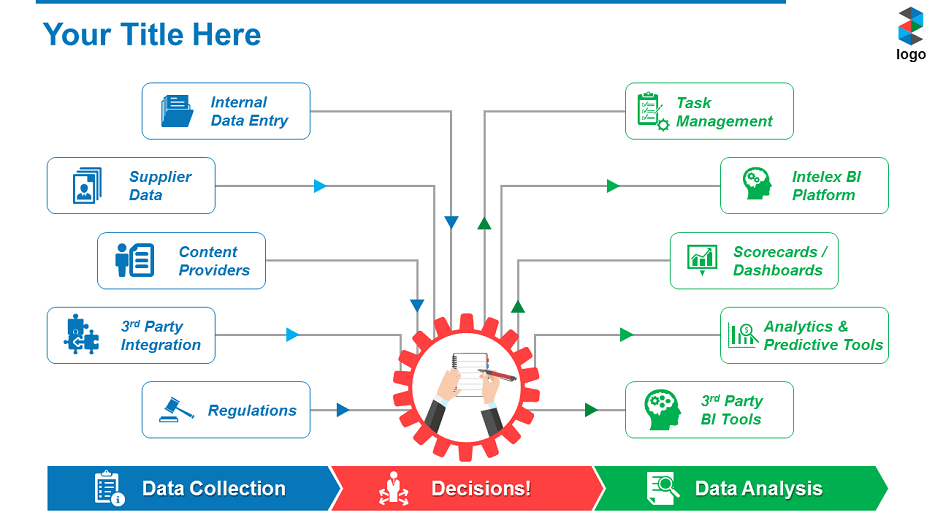 Your Title Here
logo
Internal
Data Entry
Supplier
Data
Content
Providers
3rd Party
Integration
Regulations
Task
Management
Intelex BI
Platform
Scorecards /
Dashboards
Analytics &
Predictive Tools
3rd Party
BI Tools
Data Collection
Decisions!
Data Analysis